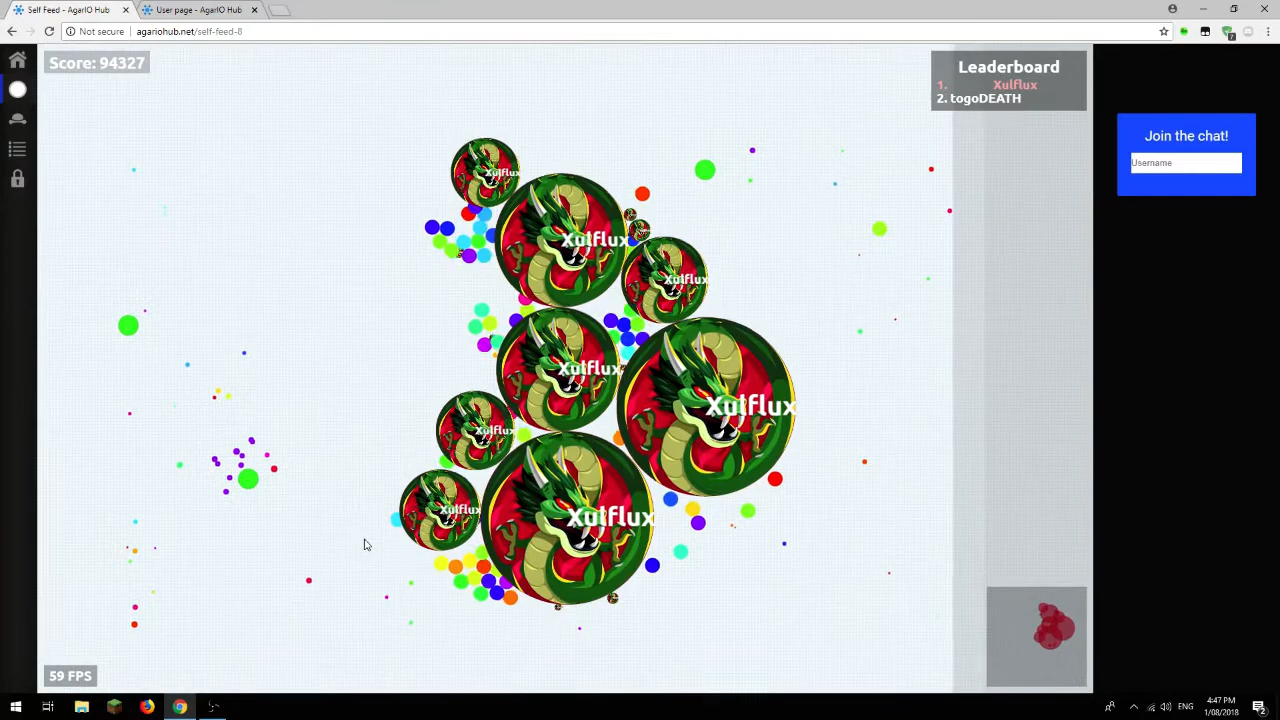 Self Feed - AgarIO Hub
User page - AgarIO Hub
Not secure
agariohub.net/self-feed-8
Score: 94327
Leaderboard
1. Xulflux
2. togoDEATH
Join the chat!
Username
Xulflux
Xulflux
Xulflux
Xulflux
Xulflux
Xulflux
Xulflux
Xulflux
59 FPS
ENG
4:47 PM
1/08/2018